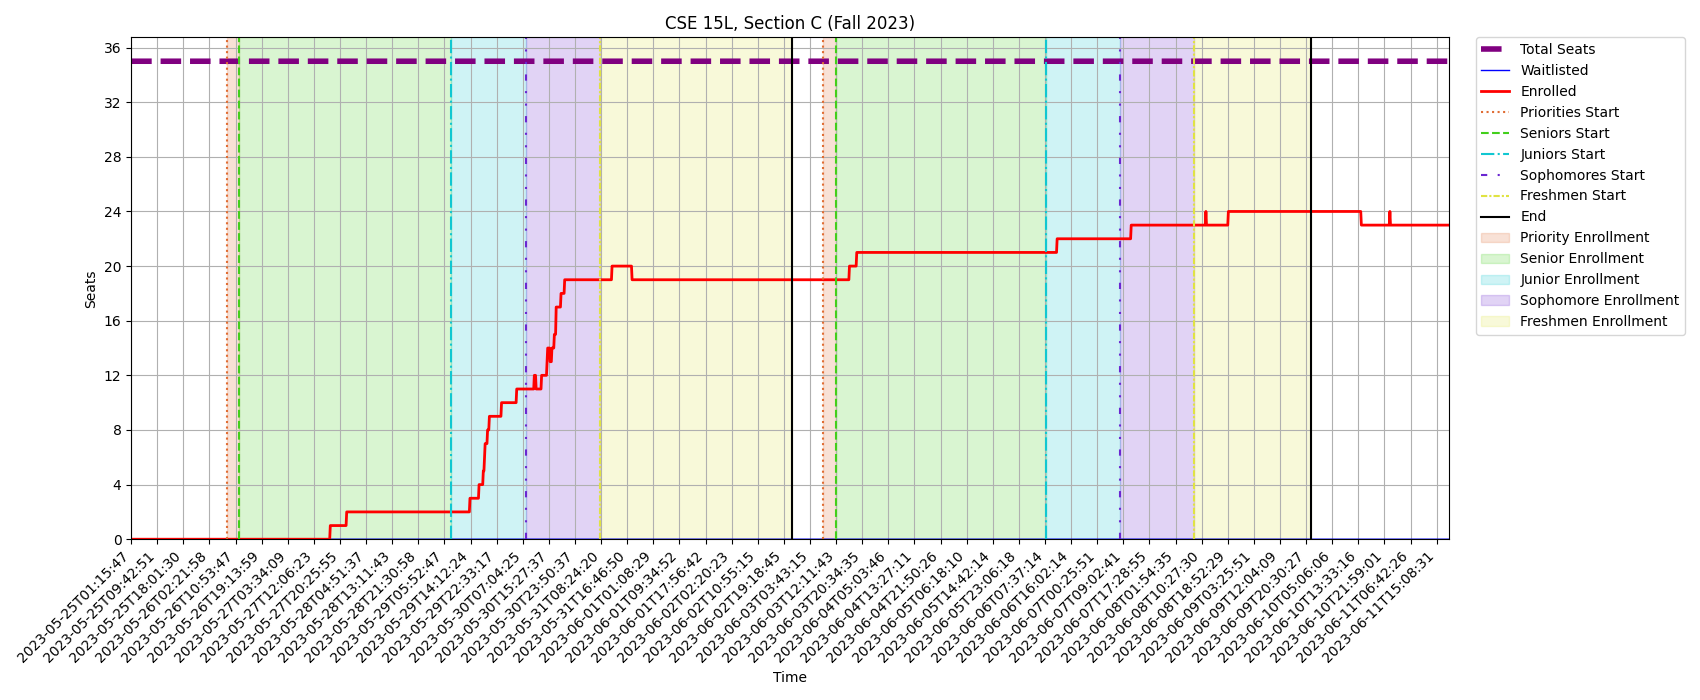 CSE 15L, Section C (Fall 2023)
36
32
28
24
20
16
12
8
4
0
Seats
2023-05-25T01:15:47
2023-05-25T09:42:51
2023-05-25T18:01:30
2023-05-26T02:21:58
2023-05-26T10:53:47
2023-05-26T19:13:59
2023-05-27T03:34:09
2023-05-27T12:06:23
2023-05-27T20:25:55
2023-05-28T04:51:37
2023-05-28T13:11:43
2023-05-28T21:30:58
2023-05-29T05:52:47
2023-05-29T14:12:24
2023-05-29T22:33:17
2023-05-30T07:04:25
2023-05-30T15:27:37
2023-05-30T23:50:37
2023-05-31T08:24:20
2023-05-31T16:46:50
2023-06-01T01:08:29
2023-06-01T09:34:52
2023-06-01T17:56:42
2023-06-02T02:20:23
2023-06-02T10:55:15
2023-06-02T19:18:45
2023-06-03T03:43:15
2023-06-03T12:11:43
2023-06-03T20:34:35
2023-06-04T05:03:46
2023-06-04T13:27:11
2023-06-04T21:50:26
2023-06-05T06:18:10
2023-06-05T14:42:14
2023-06-05T23:06:18
2023-06-06T07:37:14
2023-06-06T16:02:14
2023-06-07T00:25:51
2023-06-07T09:02:41
2023-06-07T17:28:55
2023-06-08T01:54:35
2023-06-08T10:27:30
2023-06-08T18:52:29
2023-06-09T03:25:51
2023-06-09T12:04:09
2023-06-09T20:30:27
2023-06-10T05:06:06
2023-06-10T13:33:16
2023-06-10T21:59:01
2023-06-11T06:42:26
2023-06-11T15:08:31
Time
Total Seats
Waitlisted
Enrolled
Priorities Start
Seniors Start
Juniors Start
Sophomores Start
Freshmen Start
End
Priority Enrollment
Senior Enrollment
Junior Enrollment
Sophomore Enrollment
Freshmen Enrollment